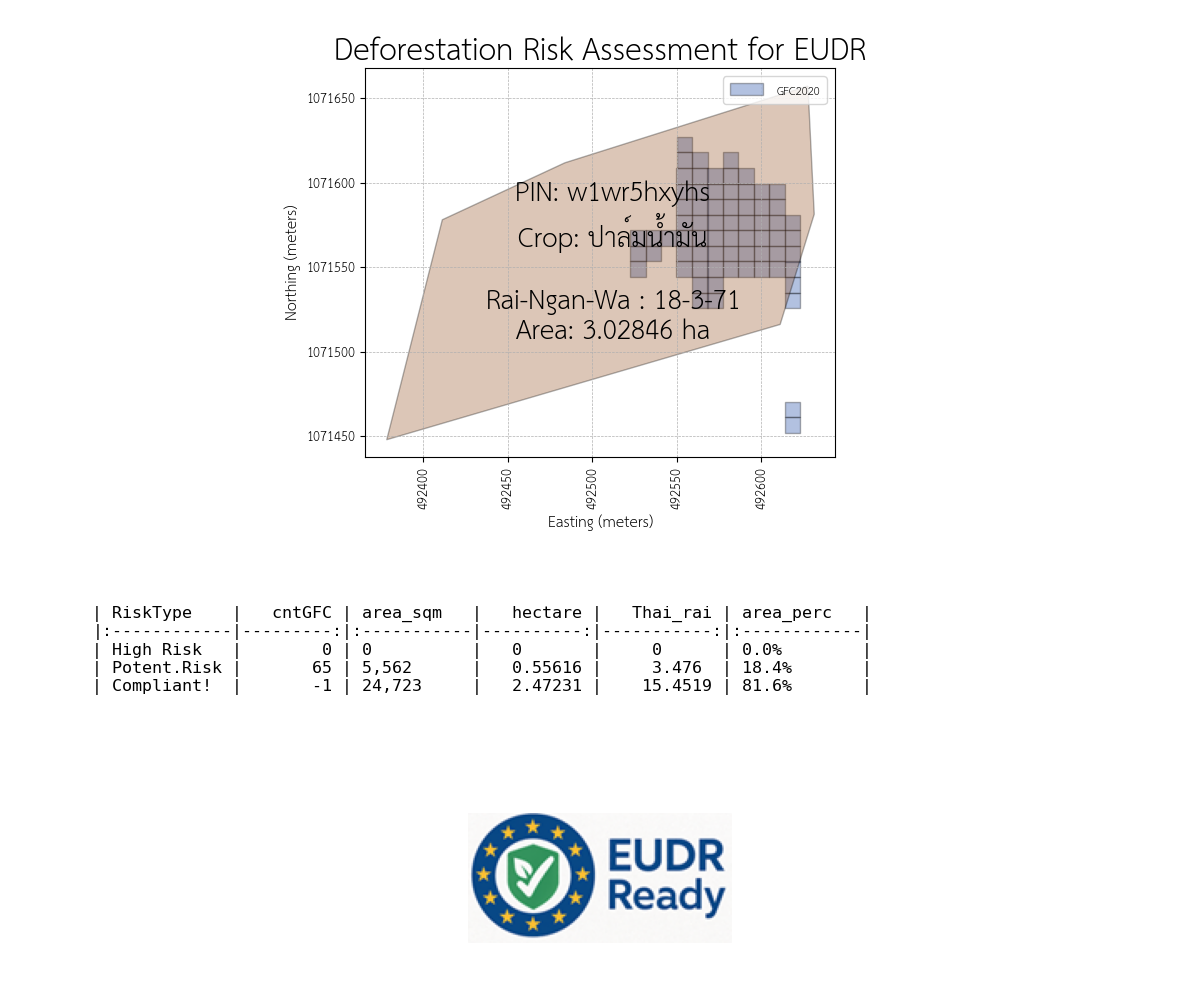 Deforestation Risk Assessment for EUDR
GFC2020
1071650
1071600
1071550
1071500
1071450
Northing (meters)
PIN: w1wr5hxyhs
Crop: ปาล์มน้ำมัน
Rai-Ngan-Wa : 18-3-71
Area: 3.02846 ha
492400
492450
492500
492550
492600
Easting (meters)
| RiskType    |   cntGFC | area_sqm   |   hectare |   Thai_rai | area_perc   |
|:------------|---------:|:-----------|----------:|-----------:|:------------|
| High Risk   |        0 | 0          |   0       |     0      | 0.0%        |
| Potent.Risk |       65 | 5,562      |   0.55616 |     3.476  | 18.4%       |
| Compliant!  |       -1 | 24,723     |   2.47231 |    15.4519 | 81.6%       |
EUDR
Ready